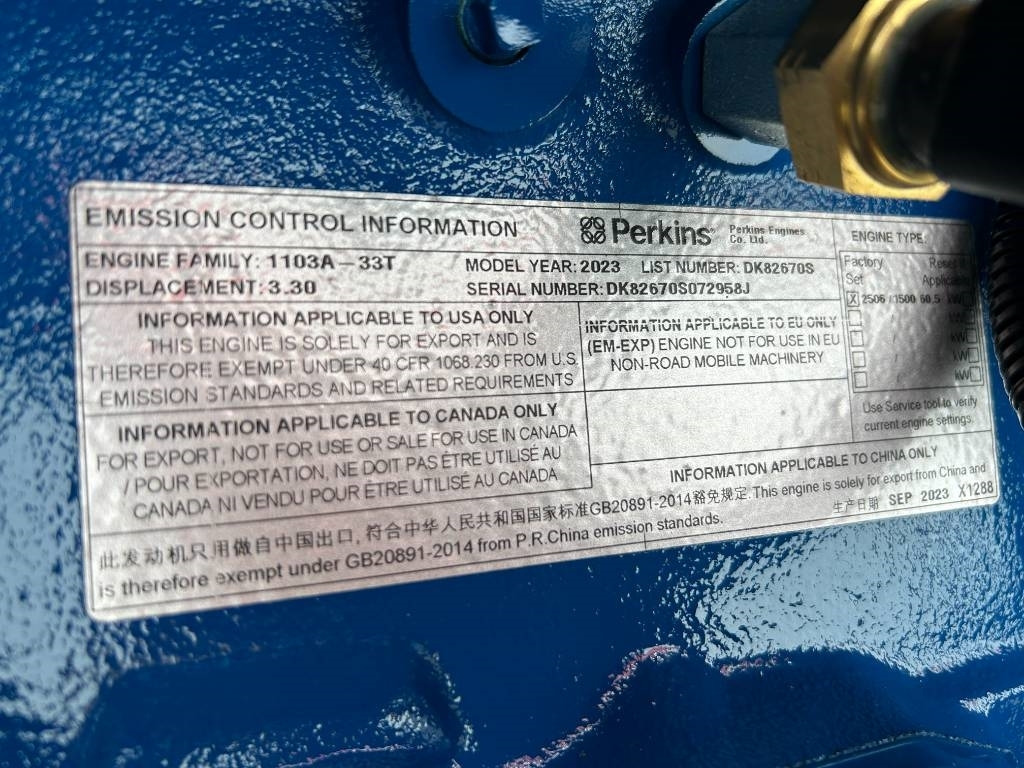 EMISSION CONTROL INFORMATION
Perkins
Perkins Engines
Co. Ltd.
ENGINE TYPE:
ENGINE FAMILY: 1103A-33T
MODEL YEAR: 2023 LIST NUMBER: DK82670S
DISPLACEMENT: 3.30
SERIAL NUMBER: DK82670S072958J
Factory
Set
X 2506 / 1500 60.5 kW
kW
kW
kW
Use Service tool to verify
current engine settings
INFORMATION APPLICABLE TO USA ONLY
THIS ENGINE IS SOLELY FOR EXPORT AND IS
THEREFORE EXEMPT UNDER 40 CFR 1068.230 FROM U.S.
EMISSION STANDARDS AND RELATED REQUIREMENTS
INFORMATION APPLICABLE TO EU ONLY
(EM-EXP) ENGINE NOT FOR USE IN EU
NON-ROAD MOBILE MACHINERY
INFORMATION APPLICABLE TO CANADA ONLY
FOR EXPORT, NOT FOR USE OR SALE FOR USE IN CANADA
/ POUR EXPORTATION, NE DOIT PAS ÊTRE UTILISÉ AU
CANADA NI VENDU POUR ÊTRE UTILISÉ AU CANADA
INFORMATION APPLICABLE TO CHINA ONLY
此发动机只用做自中国出口, 符合中华人民共和国国家标准GB20891-2014豁免规定. This engine is solely for export from China and
is therefore exempt under GB20891-2014 from P.R.China emission standards.
生产日期 SEP 2023 X1288